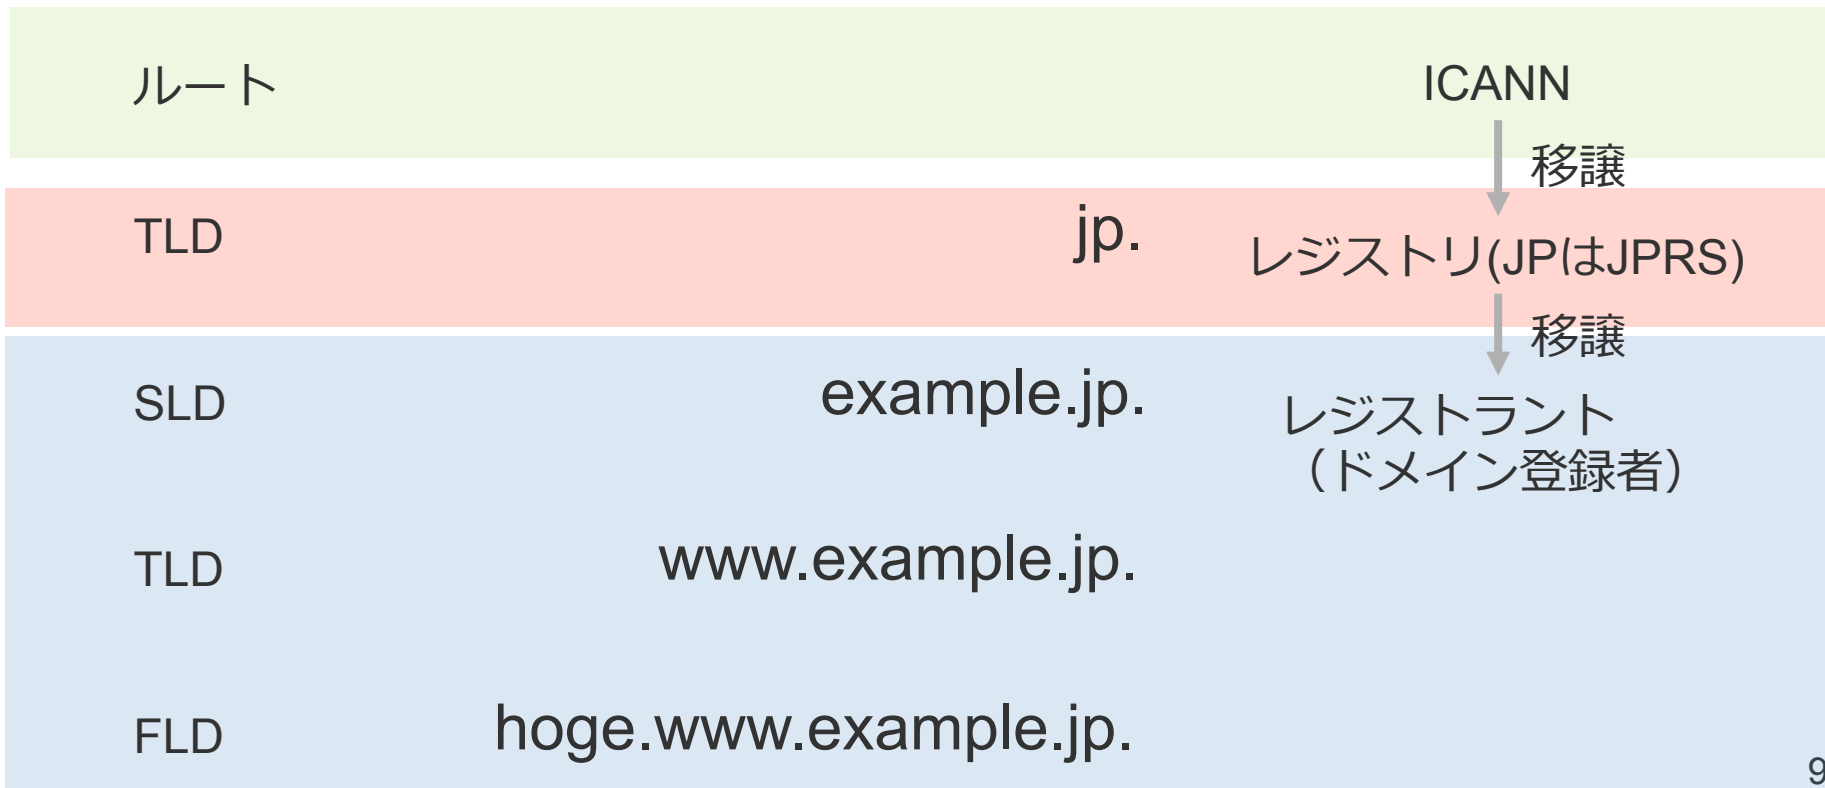 ルート
ICANN
移譲
TLD
jp.
レジストリ(JPはJPRS)
移譲
SLD
example.jp.
レジストラント
（ドメイン登録者）
TLD
www.example.jp.
FLD
hoge.www.example.jp.
9